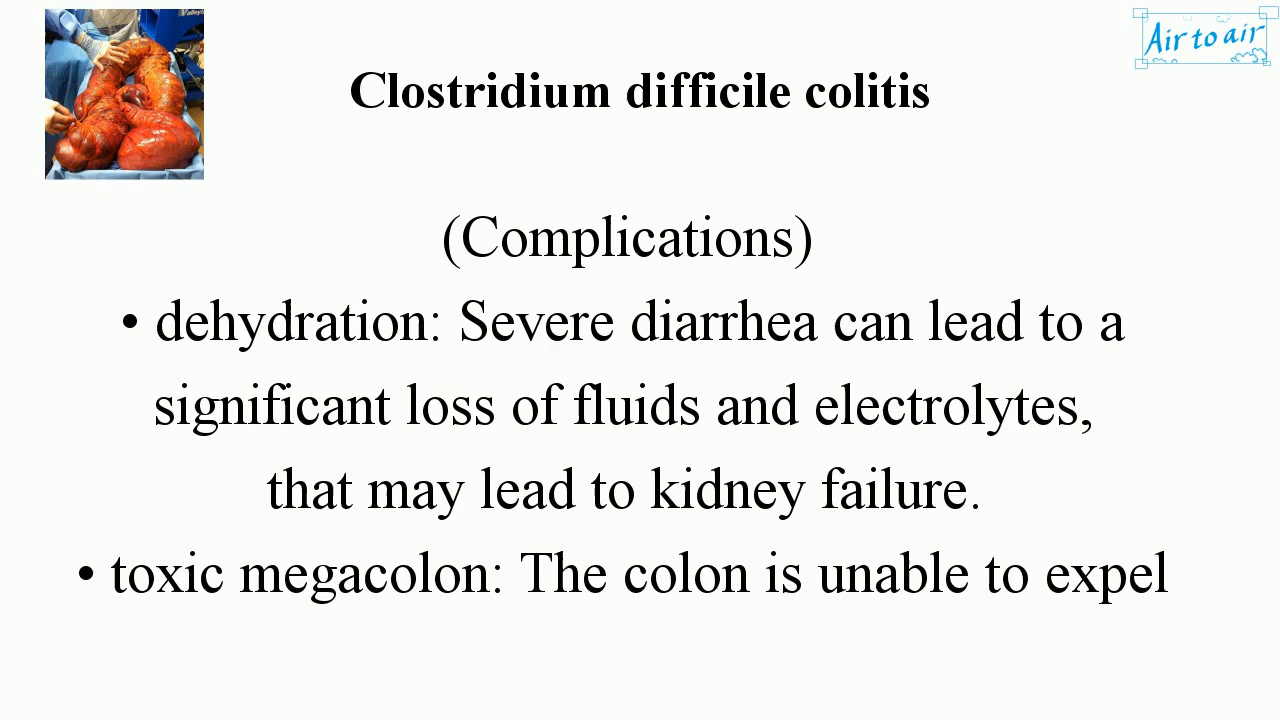 Air to air
Clostridium difficile colitis
(Complications)
• dehydration: Severe diarrhea can lead to a
significant loss of fluids and electrolytes,
that may lead to kidney failure.
• toxic megacolon: The colon is unable to expel